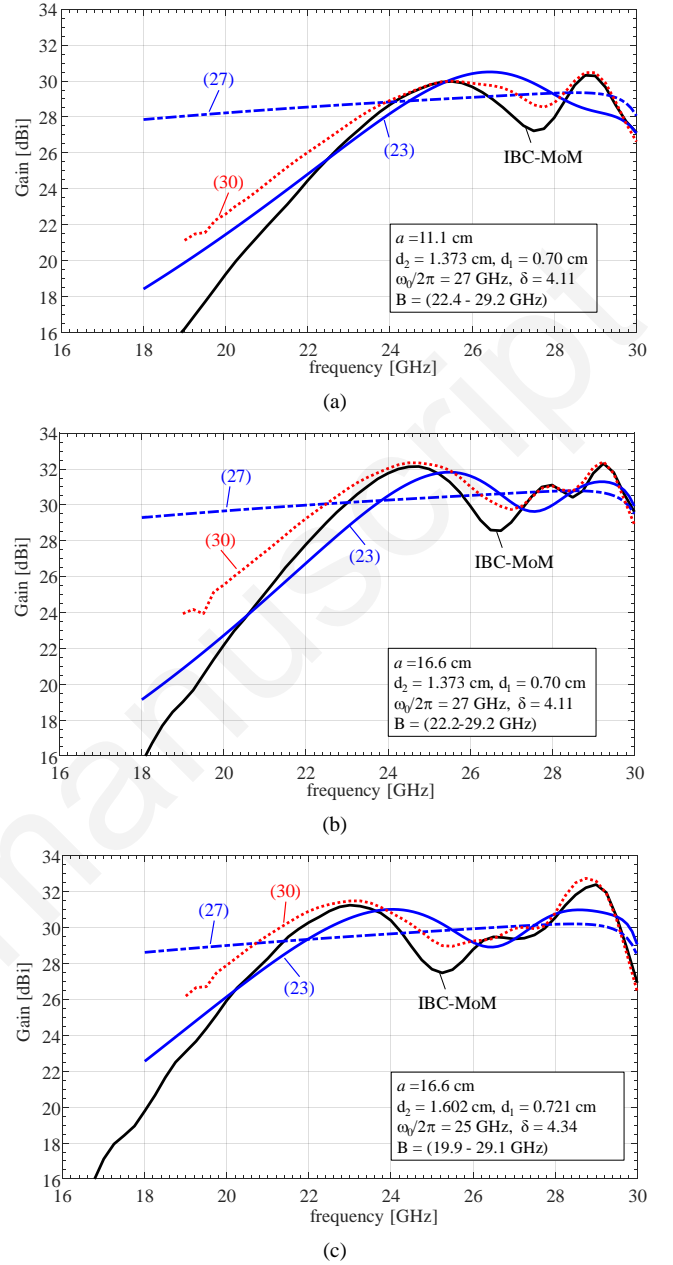 34
32
30
28
26
24
22
20
18
16
Gain [dBi]
(27)
(23)
(30)
IBC-MoM
a =11.1 cm
d₂ = 1.373 cm, d₁ = 0.70 cm
ω₀/2π = 27 GHz, δ = 4.11
B = (22.4 - 29.2 GHz)
16 18 20 22 24 26 28 30
frequency [GHz]
(a)
34
32
30
28
26
24
22
20
18
16
Gain [dBi]
(27)
(30)
(23)
IBC-MoM
a =16.6 cm
d₂ = 1.373 cm, d₁ = 0.70 cm
ω₀/2π = 27 GHz, δ = 4.11
B = (22.2-29.2 GHz)
16 18 20 22 24 26 28 30
frequency [GHz]
(b)
34
32
30
28
26
24
22
20
18
16
Gain [dBi]
(27)
(30)
(23)
IBC-MoM
a =16.6 cm
d₂ = 1.602 cm, d₁ = 0.721 cm
ω₀/2π = 25 GHz, δ = 4.34
B = (19.9 - 29.1 GHz)
16 18 20 22 24 26 28 30
frequency [GHz]
(c)
manuscript